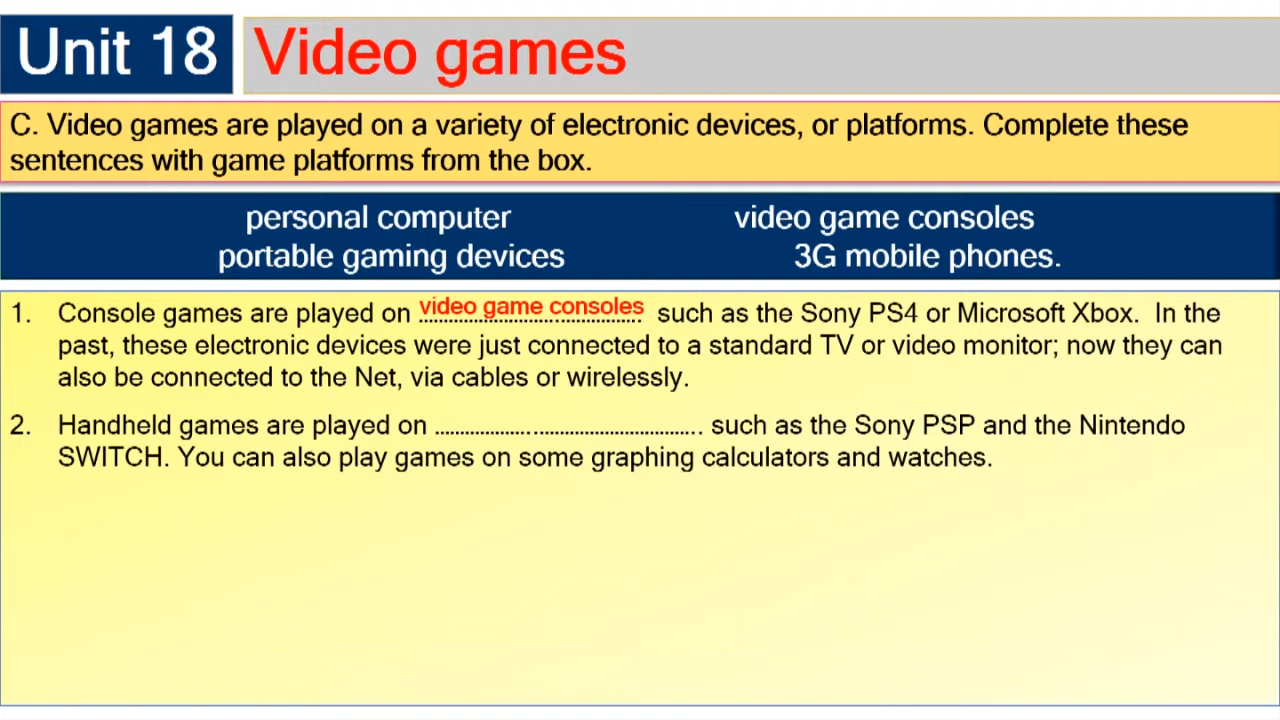 Unit 18 Video games
C. Video games are played on a variety of electronic devices, or platforms. Complete these
sentences with game platforms from the box.
personal computer video game consoles
portable gaming devices 3G mobile phones.
1. Console games are played on video game consoles such as the Sony PS4 or Microsoft Xbox. In the
past, these electronic devices were just connected to a standard TV or video monitor; now they can
also be connected to the Net, via cables or wirelessly.
2. Handheld games are played on ............................................. such as the Sony PSP and the Nintendo
SWITCH. You can also play games on some graphing calculators and watches.